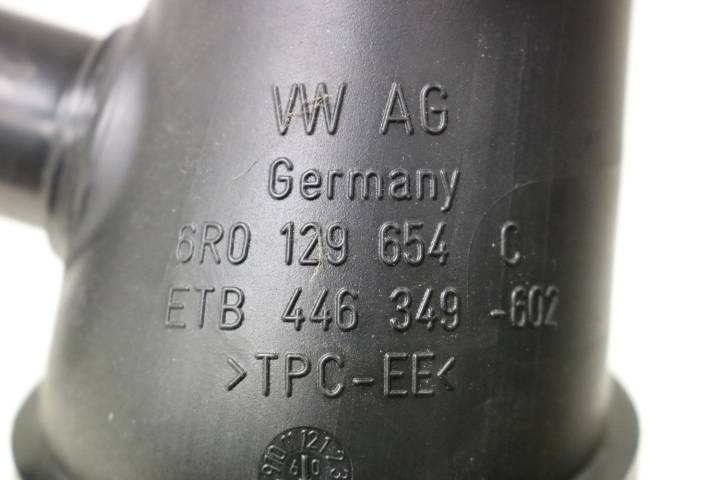 VW AG
Germany
6R0 129 654 C
ETB 446 349 -602
>TPC-EE<